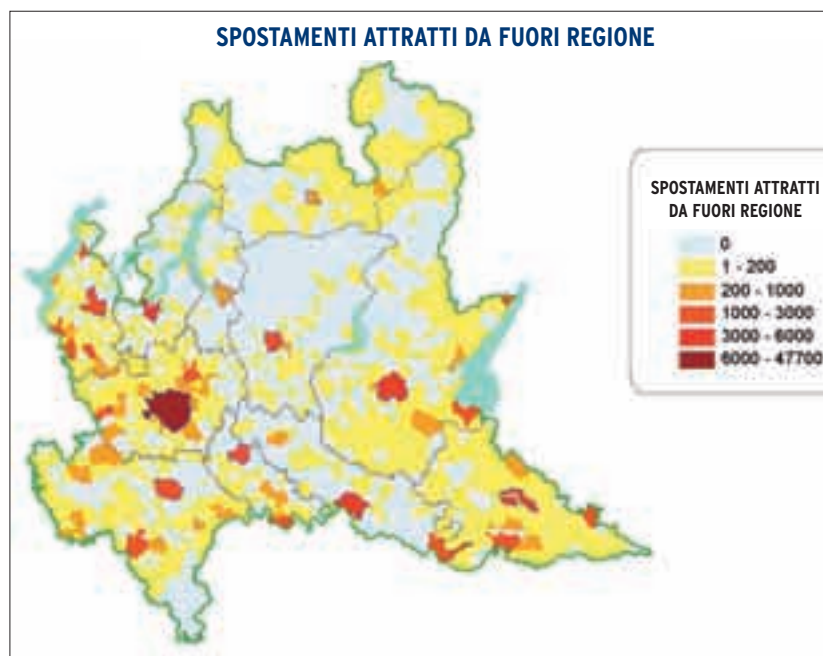 SPOSTAMENTI ATTRATTI DA FUORI REGIONE
SPOSTAMENTI ATTRATTI
DA FUORI REGIONE
0
1 - 200
200 - 1000
1000 - 3000
3000 - 6000
6000 - 47700